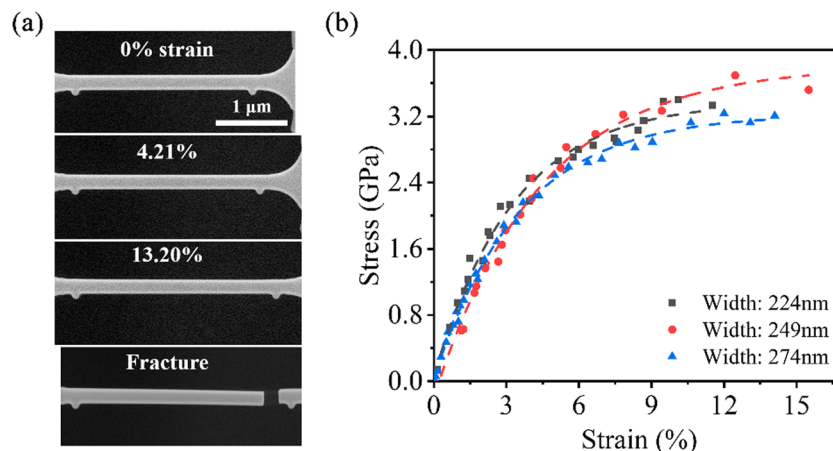 (a)
0% strain
1 µm
4.21%
13.20%
Fracture
(b)
Stress (GPa)
4.0
3.2
2.4
1.6
0.8
0.0
Width: 224nm
Width: 249nm
Width: 274nm
0 3 6 9 12 15
Strain (%)